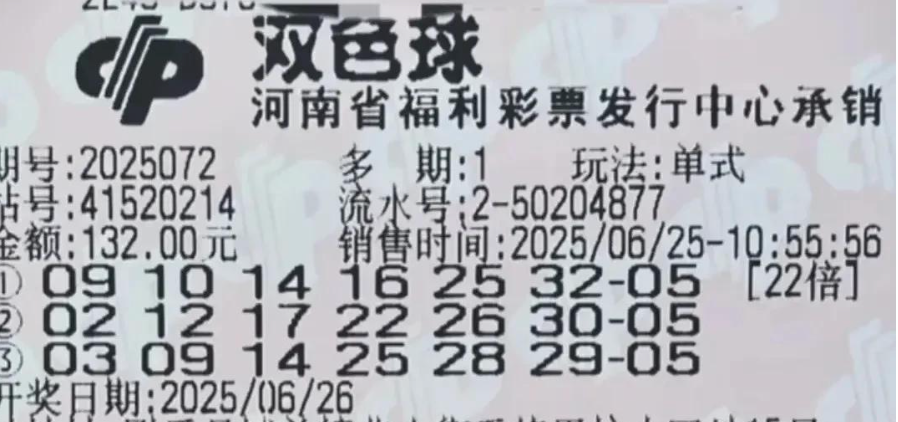 双色球
河南省福利彩票发行中心承销
期号:2025072 多 期:1 玩法:单式
站号:41520214 流水号:2-50204877
金额:132.00元 销售时间:2025/06/25-10:55:56
① 09 10 14 16 25 32-05 [22倍]
② 02 12 17 22 26 30-05
③ 03 09 14 25 28 29-05
开奖日期:2025/06/26